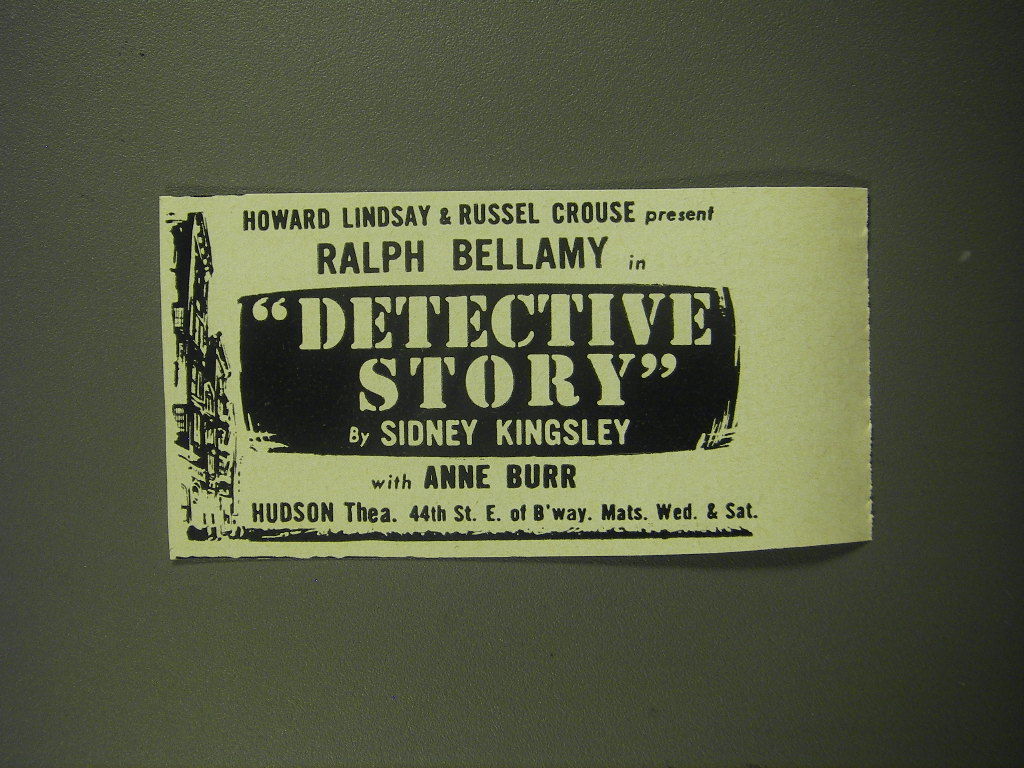 HOWARD LINDSAY & RUSSEL CROUSE present
RALPH BELLAMY in
"DETECTIVE
STORY"
By SIDNEY KINGSLEY
with ANNE BURR
HUDSON Thea. 44th St. E. of B'way. Mats. Wed. & Sat.